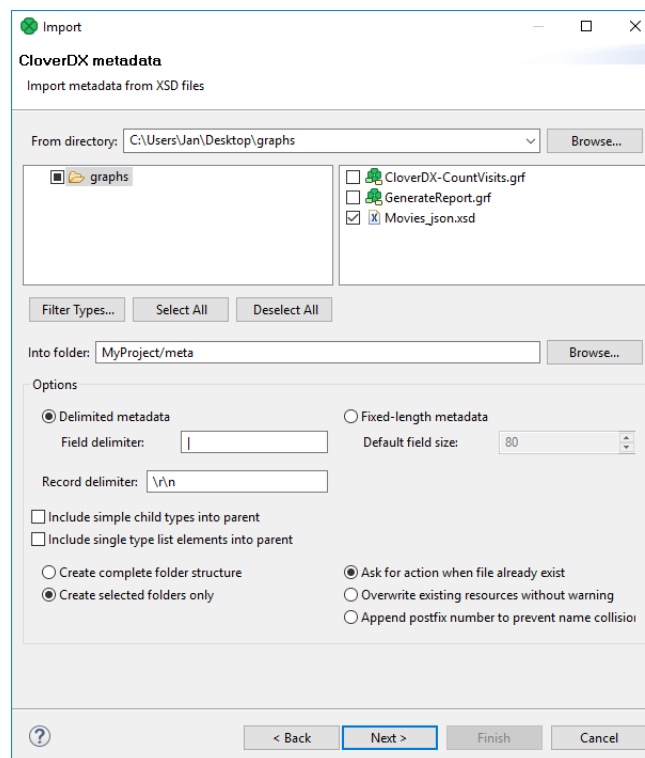 Import
CloverDX metadata
Import metadata from XSD files
From directory: C:\Users\Jan\Desktop\graphs Browse...
graphs
CloverDX-CountVisits.grf
GenerateReport.grf
Movies_json.xsd
Filter Types... Select All Deselect All
Into folder: MyProject/meta Browse...
Options
Delimited metadata Fixed-length metadata
Field delimiter: | Default field size: 80
Record delimiter: \r\n
Include simple child types into parent
Include single type list elements into parent
Create complete folder structure Ask for action when file already exist
Create selected folders only Overwrite existing resources without warning
Append postfix number to prevent name collision
< Back Next > Finish Cancel